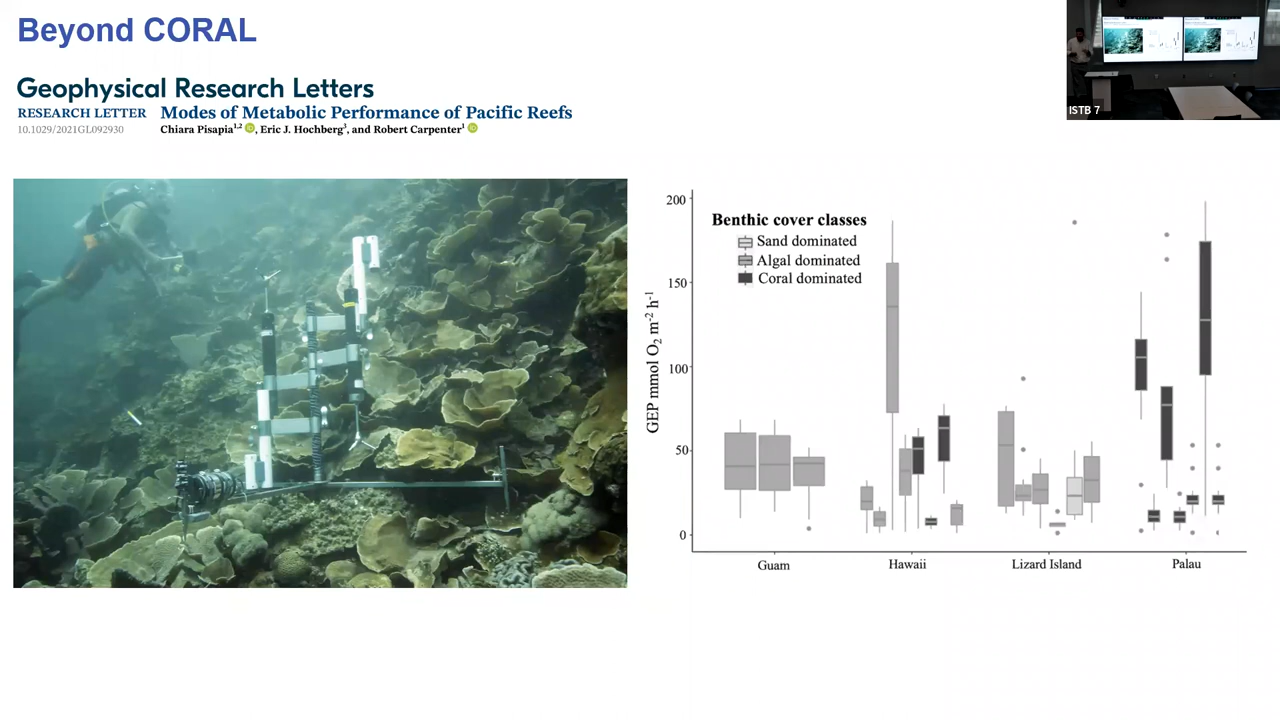 Beyond CORAL
Geophysical Research Letters
RESEARCH LETTER Modes of Metabolic Performance of Pacific Reefs
10.1029/2021GL092930 Chiara Pisapia1,2, Eric J. Hochberg3, and Robert Carpenter1
ISTB 7
Benthic cover classes
Sand dominated
Algal dominated
Coral dominated
GEP mmol O2 m-2 h-1
200
150
100
50
0
Guam Hawaii Lizard Island Palau